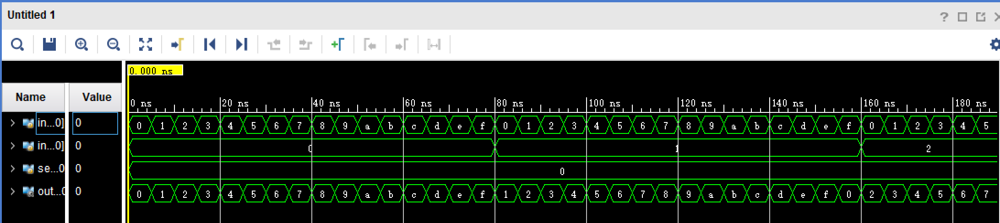 Untitled 1
0.000 ns
Name Value
0 ns 20 ns 40 ns 60 ns 80 ns 100 ns 120 ns 140 ns 160 ns 180 ns
in...0] 0 0 1 2 3 4 5 6 7 8 9 a b c d e f 0 1 2 3 4 5 6 7 8 9 a b c d e f 0 1 2 3 4 5
in...0] 0 0 1 2
se...0 0 0
out...0 0 0 1 2 3 4 5 6 7 8 9 a b c d e f 1 2 3 4 5 6 7 8 9 a b c d e f 0 2 3 4 5 6 7